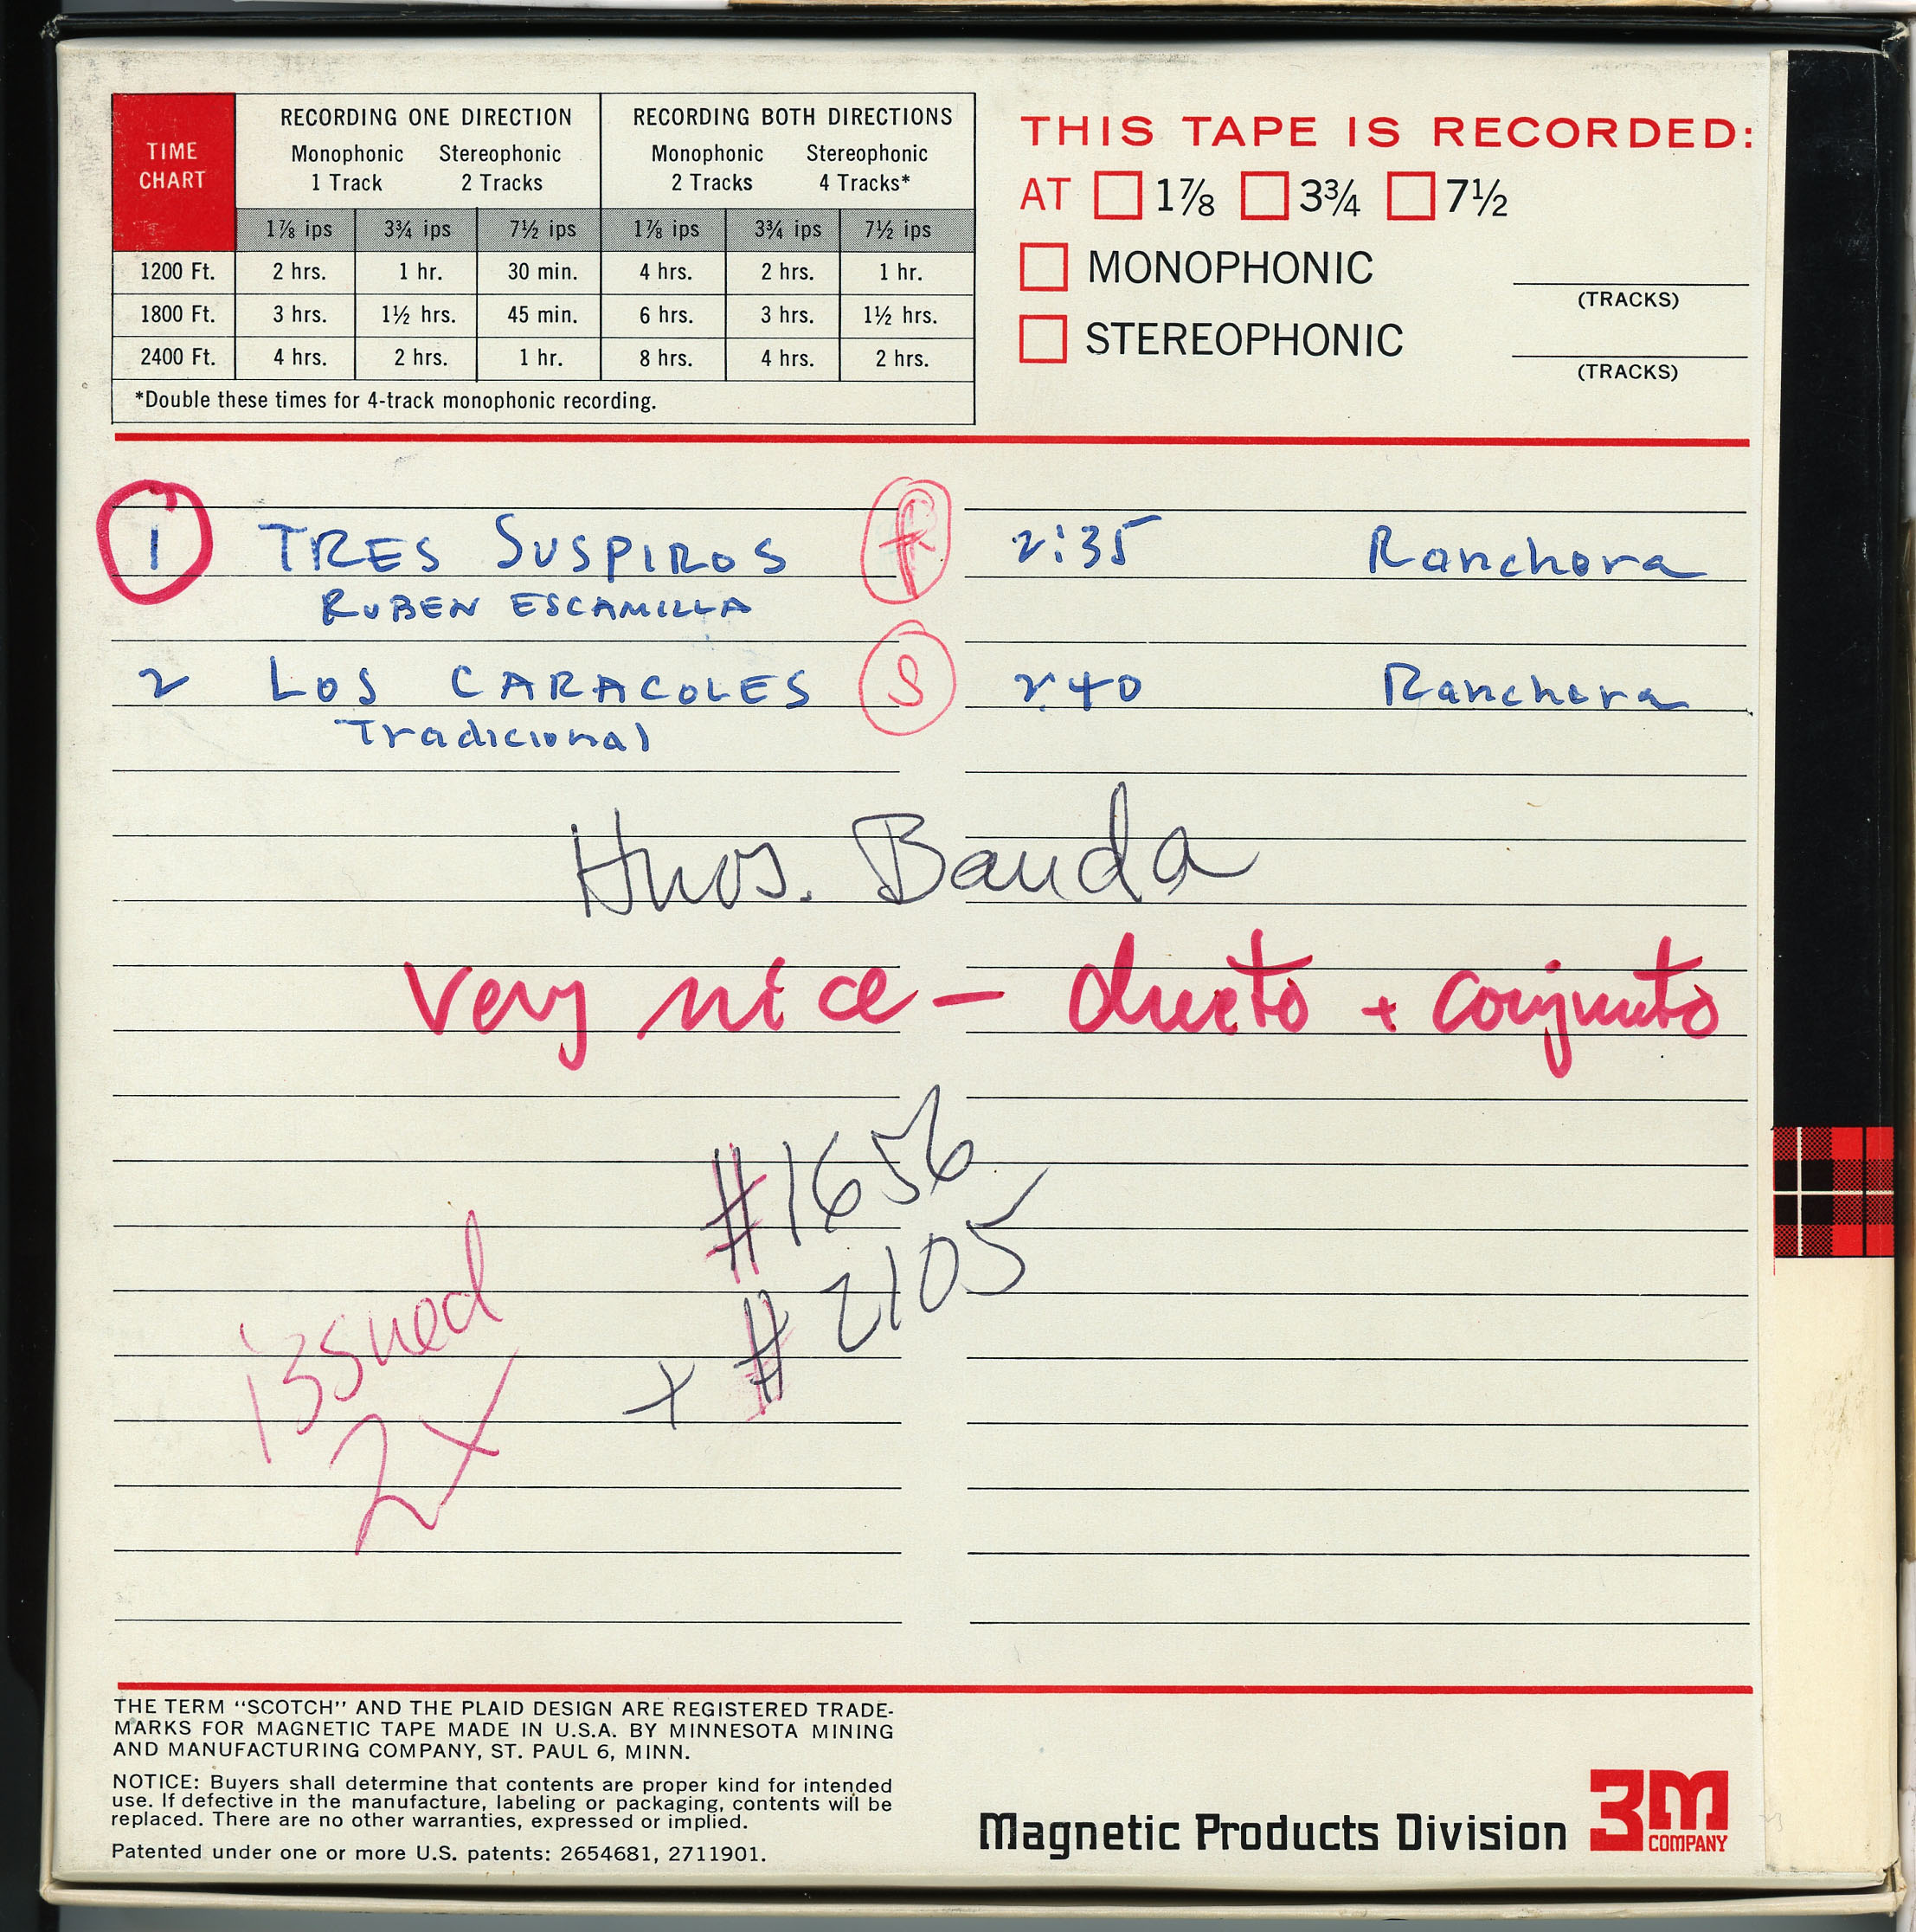 TIME CHART
RECORDING ONE DIRECTION RECORDING BOTH DIRECTIONS
Monophonic Stereophonic Monophonic Stereophonic
1 Track 2 Tracks 2 Tracks 4 Tracks*
1⅞ ips 3¾ ips 7½ ips 1⅞ ips 3¾ ips 7½ ips
1200 Ft. 2 hrs. 1 hr. 30 min. 4 hrs. 2 hrs. 1 hr.
1800 Ft. 3 hrs. 1½ hrs. 45 min. 6 hrs. 3 hrs. 1½ hrs.
2400 Ft. 4 hrs. 2 hrs. 1 hr. 8 hrs. 4 hrs. 2 hrs.
*Double these times for 4-track monophonic recording.
THIS TAPE IS RECORDED:
AT 1⅞ 3¾ 7½
MONOPHONIC
(TRACKS)
STEREOPHONIC
(TRACKS)
1 TRES SUSPIROS 2:35 Ranchera
RUBEN ESCAMILLA
2 LOS CARACOLES S 2:40 Ranchera
Tradicional
Hnos. Banda
Very nice - dueto + conjunto
#1656
+ #2105
issued
2X
THE TERM "SCOTCH" AND THE PLAID DESIGN ARE REGISTERED TRADE-
MARKS FOR MAGNETIC TAPE MADE IN U.S.A. BY MINNESOTA MINING
AND MANUFACTURING COMPANY, ST. PAUL 6, MINN.
NOTICE: Buyers shall determine that contents are proper kind for intended
use. If defective in the manufacture, labeling or packaging, contents will be
replaced. There are no other warranties, expressed or implied.
Patented under one or more U.S. patents: 2654681, 2711901.
Magnetic Products Division 3M COMPANY